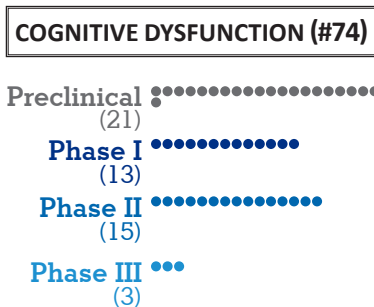 COGNITIVE DYSFUNCTION (#74)
Preclinical
(21)
Phase I
(13)
Phase II
(15)
Phase III
(3)